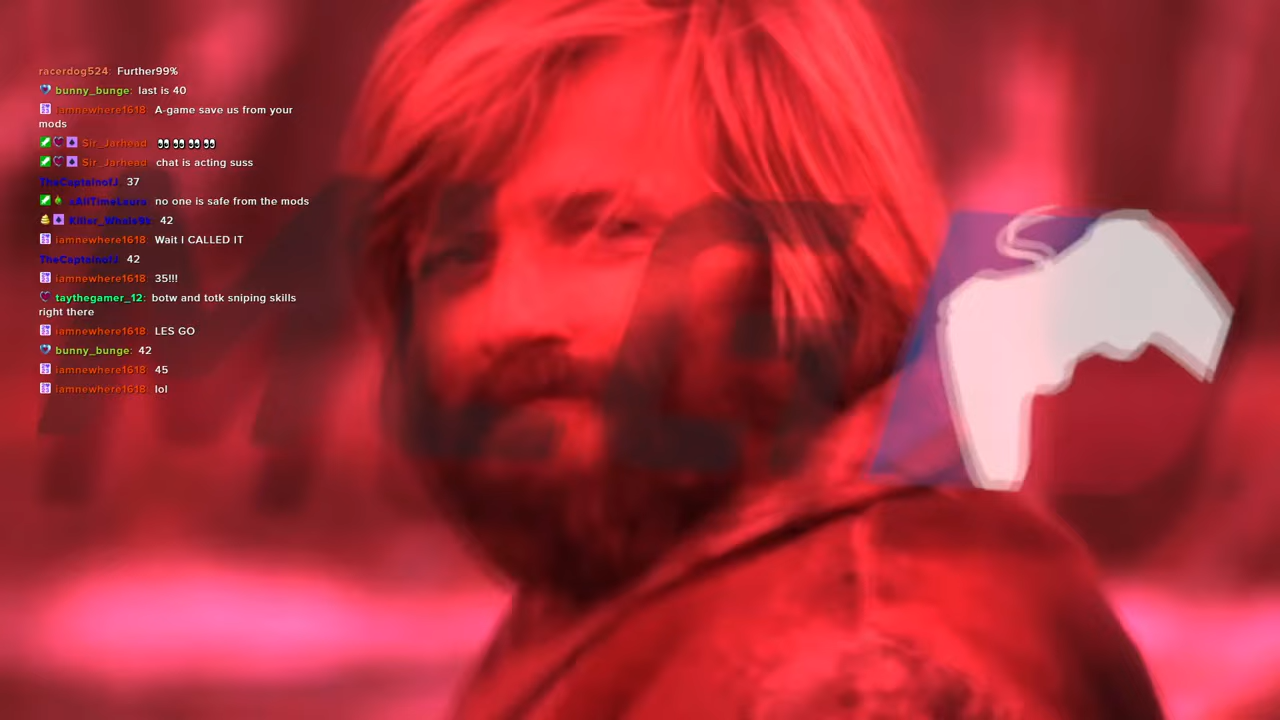 racerdog524: Further99%
bunny_bunge: last is 40
iamnewhere1618: A-game save us from your
mods
Sir_Jarhead: 👀 👀 👀 👀
Sir_Jarhead: chat is acting suss
TheCaptainofJ: 37
xAllTimeLaura: no one is safe from the mods
Killer_Whale9b: 42
iamnewhere1618: Wait I CALLED IT
TheCaptainofJ: 42
iamnewhere1618: 35!!!
taythegamer_12: botw and totk sniping skills
right there
iamnewhere1618: LES GO
bunny_bunge: 42
iamnewhere1618: 45
iamnewhere1618: lol